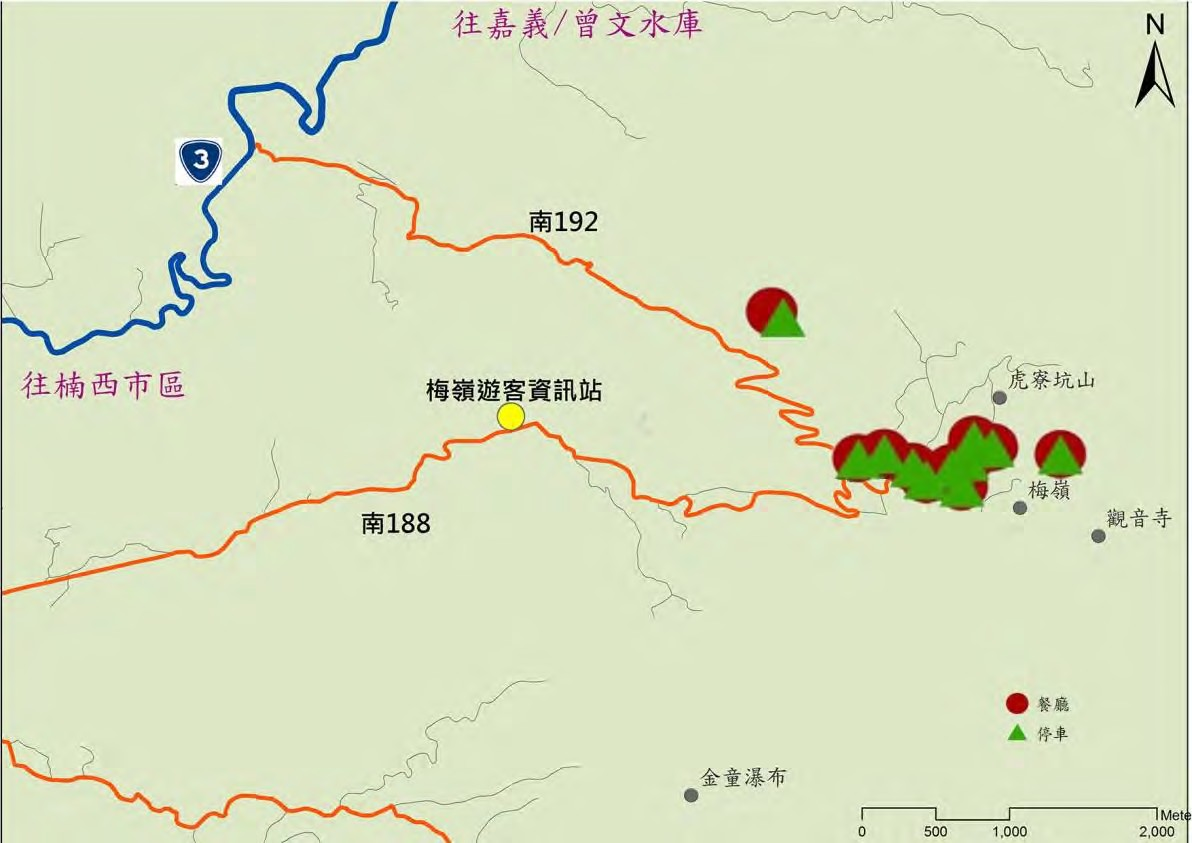 往嘉義/曾文水庫
N
3
南192
往楠西市區
梅嶺遊客資訊站
虎寮坑山
梅嶺
觀音寺
南188
餐廳
停車
金童瀑布
Mete
0 500 1,000 2,000